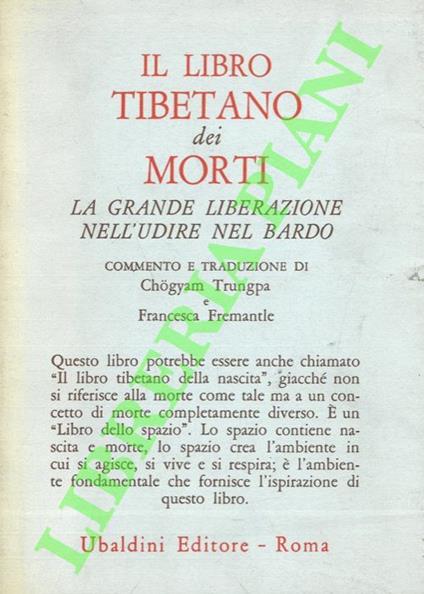 IL LIBRO
TIBETANO
dei
MORTI
LA GRANDE LIBERAZIONE
NELL'UDIRE NEL BARDO
COMMENTO E TRADUZIONE DI
Chögyam Trungpa
e
Francesca Fremantle
Questo libro potrebbe essere anche chiamato
"Il libro tibetano della nascita", giacché non
si riferisce alla morte come tale ma a un con-
cetto di morte completamente diverso. È un
"Libro dello spazio". Lo spazio contiene na-
scita e morte, lo spazio crea l'ambiente in
cui si agisce, si vive e si respira; è l'ambien-
te fondamentale che fornisce l'ispirazione di
questo libro.
Ubaldini Editore - Roma
LIBRERIA PIANI